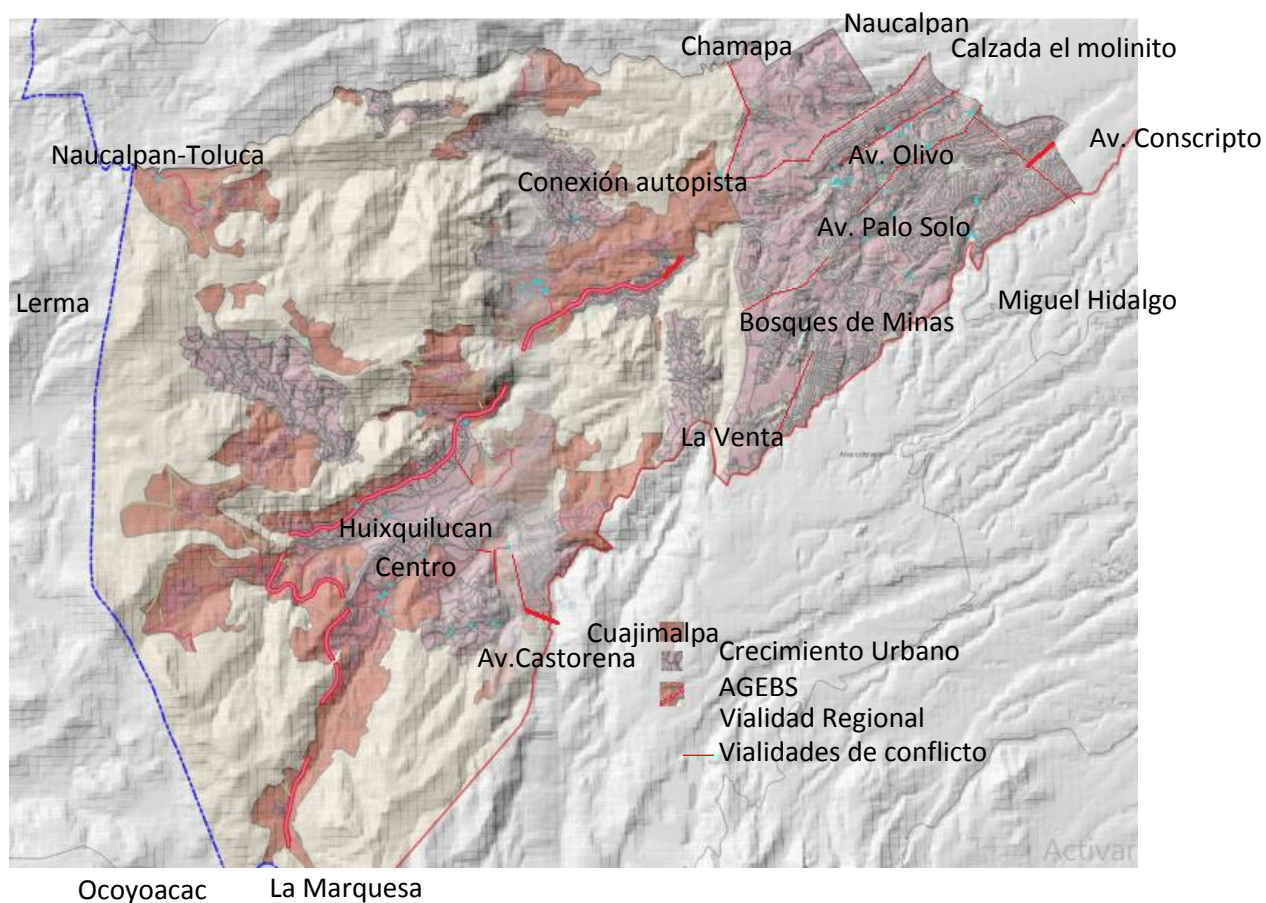 Naucalpan
Chamapa
Calzada el molinito
Av. Conscripto
Naucalpan-Toluca
Av. Olivo
Conexión autopista
Av. Palo Solo
Lerma
Miguel Hidalgo
Bosques de Minas
La Venta
Huixquilucan
Centro
Cuajimalpa
Av.Castorena
Crecimiento Urbano
AGEBS
Vialidad Regional
Vialidades de conflicto
Activar
Ocoyoacac
La Marquesa